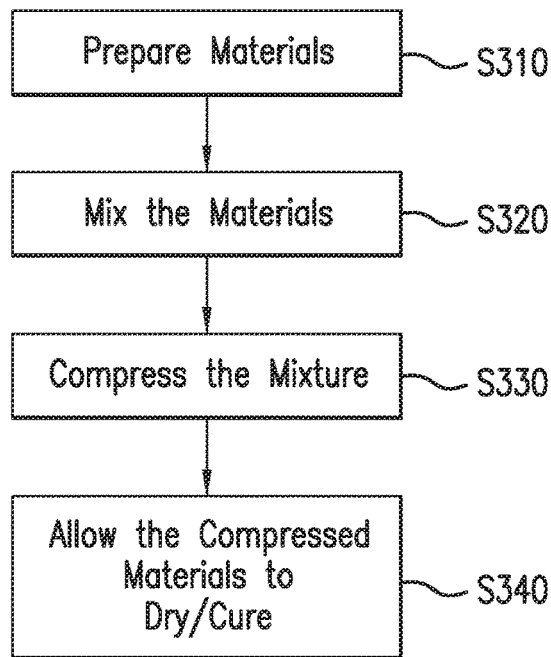 Prepare Materials
S310
Mix the Materials
S320
Compress the Mixture
S330
Allow the Compressed
Materials to
Dry/Cure
S340